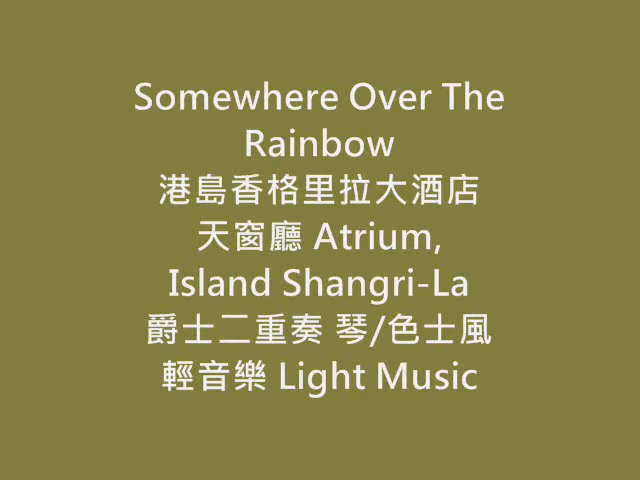 Somewhere Over The
Rainbow
港島香格里拉大酒店
天窗廳 Atrium,
Island Shangri-La
爵士二重奏 琴/色士風
輕音樂 Light Music